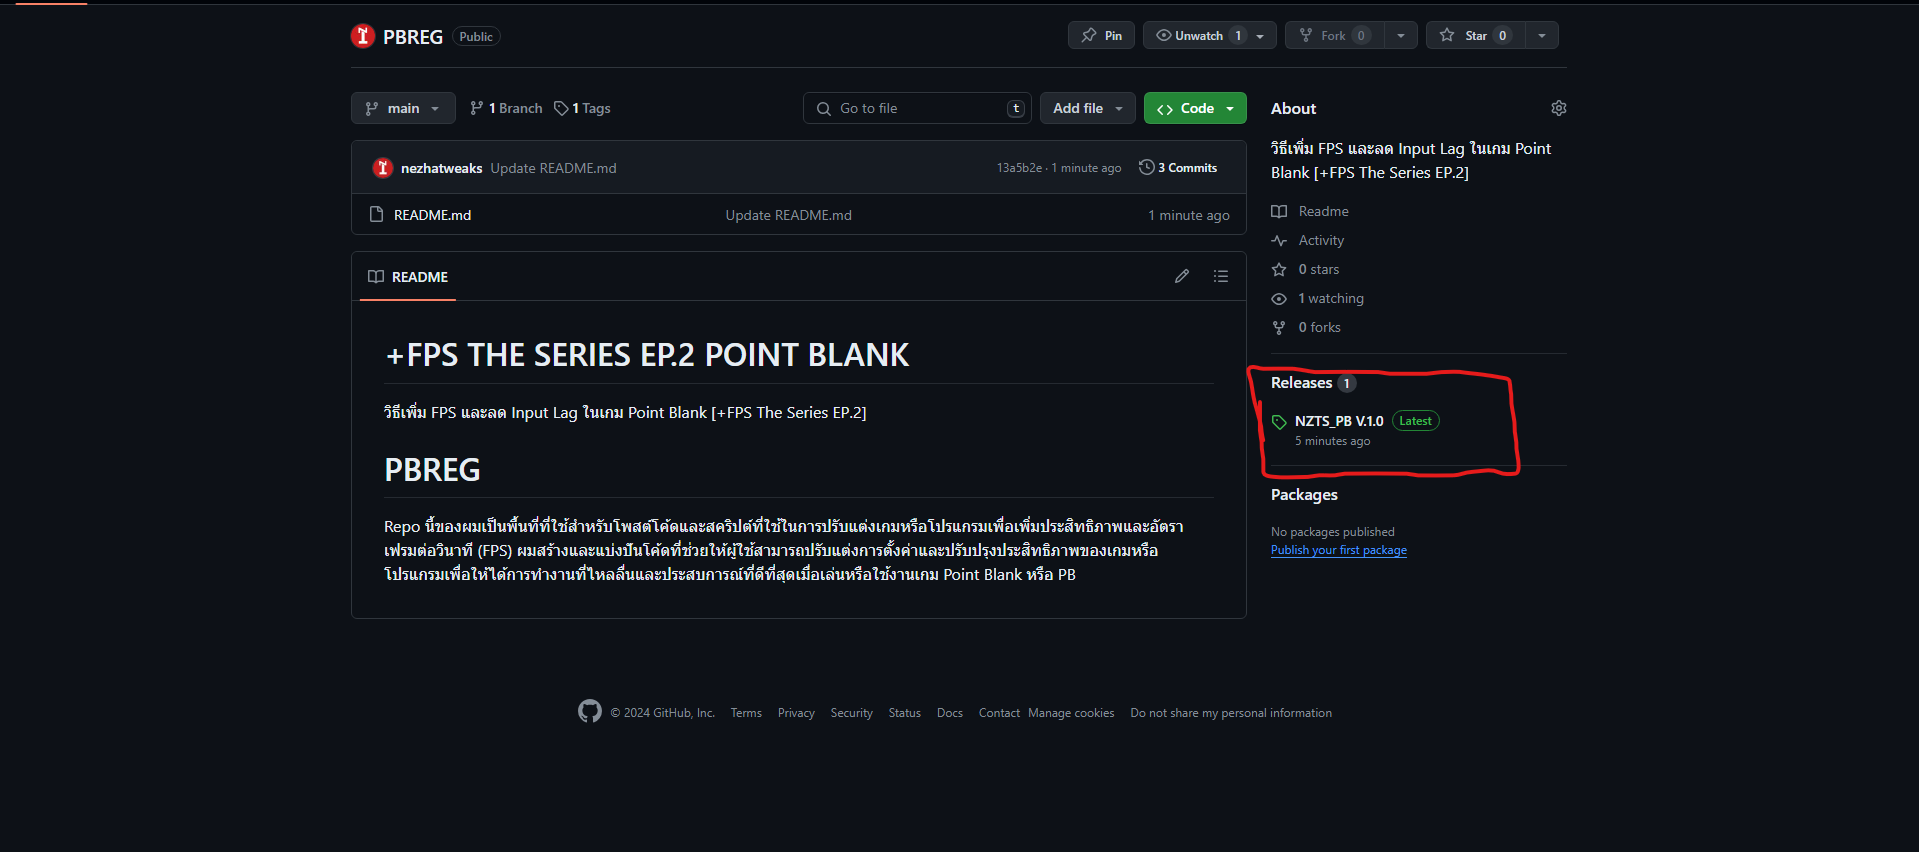 PBREG Public
Pin Unwatch 1 Fork 0 Star 0
main 1 Branch 1 Tags Go to file t Add file Code
nezhatweaks Update README.md 13a5b2e · 1 minute ago 3 Commits
README.md Update README.md 1 minute ago
README
+FPS THE SERIES EP.2 POINT BLANK
วิธีเพิ่ม FPS และลด Input Lag ในเกม Point Blank [+FPS The Series EP.2]
PBREG
Repo นี้ของผมเป็นพื้นที่ที่ใช้สำหรับโพสต์โค้ดและสคริปต์ที่ใช้ในการปรับแต่งเกมหรือโปรแกรมเพื่อเพิ่มประสิทธิภาพและอัตรา
เฟรมต่อวินาที (FPS) ผมสร้างและแบ่งปันโค้ดที่ช่วยให้ผู้ใช้สามารถปรับแต่งการตั้งค่าและปรับปรุงประสิทธิภาพของเกมหรือ
โปรแกรมเพื่อให้ได้การทำงานที่ไหลลื่นและประสบการณ์ที่ดีที่สุดเมื่อเล่นหรือใช้งานเกม Point Blank หรือ PB
About
วิธีเพิ่ม FPS และลด Input Lag ในเกม Point
Blank [+FPS The Series EP.2]
Readme
Activity
0 stars
1 watching
0 forks
Releases 1
NZTS_PB V.1.0 Latest
5 minutes ago
Packages
No packages published
Publish your first package
© 2024 GitHub, Inc. Terms Privacy Security Status Docs Contact Manage cookies Do not share my personal information